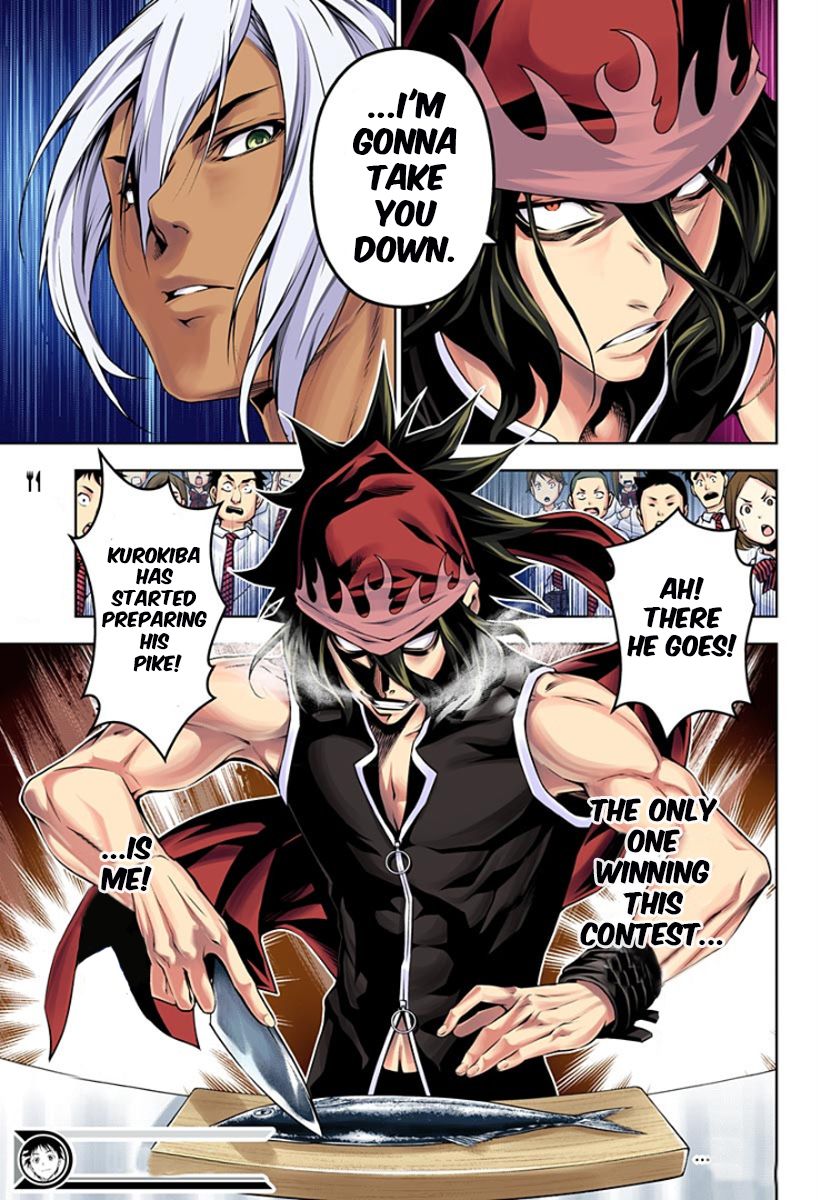 ...I'M
GONNA
TAKE
YOU
DOWN.
AH!
THERE
HE GOES!
KUROKIBA
HAS
STARTED
PREPARING
HIS
PIKE!
THE ONLY
ONE
WINNING
THIS
CONTEST...
...IS
ME!
...